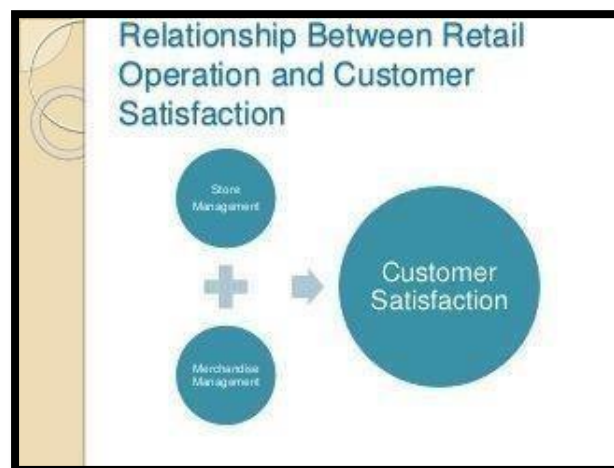 Relationship Between Retail
Operation and Customer
Satisfaction
Store
Management
Customer
Satisfaction
Merchandise
Management